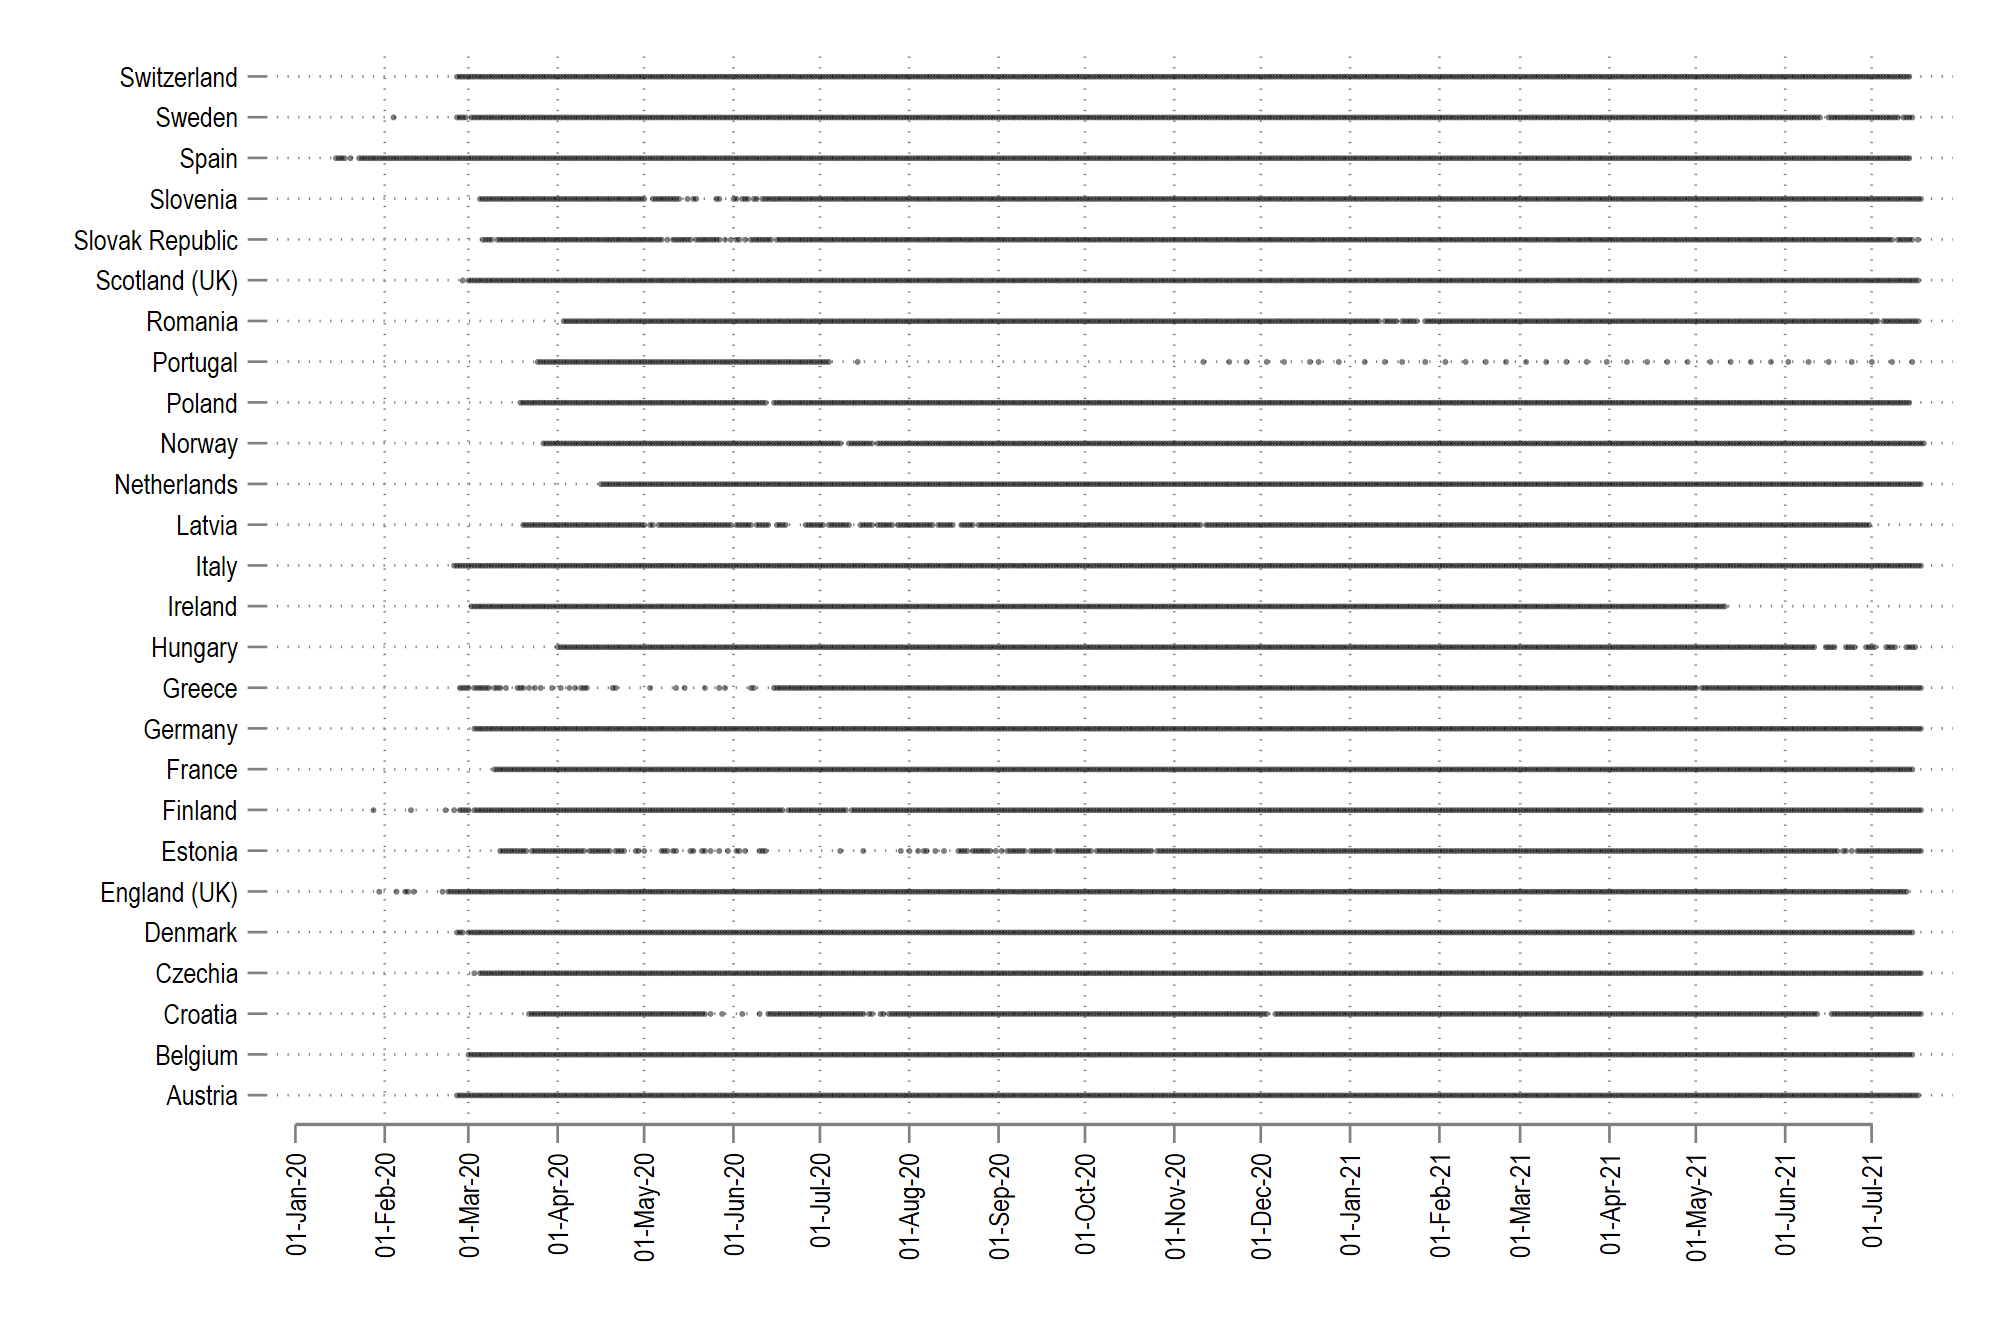 Switzerland
Sweden
Spain
Slovenia
Slovak Republic
Scotland (UK)
Romania
Portugal
Poland
Norway
Netherlands
Latvia
Italy
Ireland
Hungary
Greece
Germany
France
Finland
Estonia
England (UK)
Denmark
Czechia
Croatia
Belgium
Austria
01-Jan-20
01-Feb-20
01-Mar-20
01-Apr-20
01-May-20
01-Jun-20
01-Jul-20
01-Aug-20
01-Sep-20
01-Oct-20
01-Nov-20
01-Dec-20
01-Jan-21
01-Feb-21
01-Mar-21
01-Apr-21
01-May-21
01-Jun-21
01-Jul-21